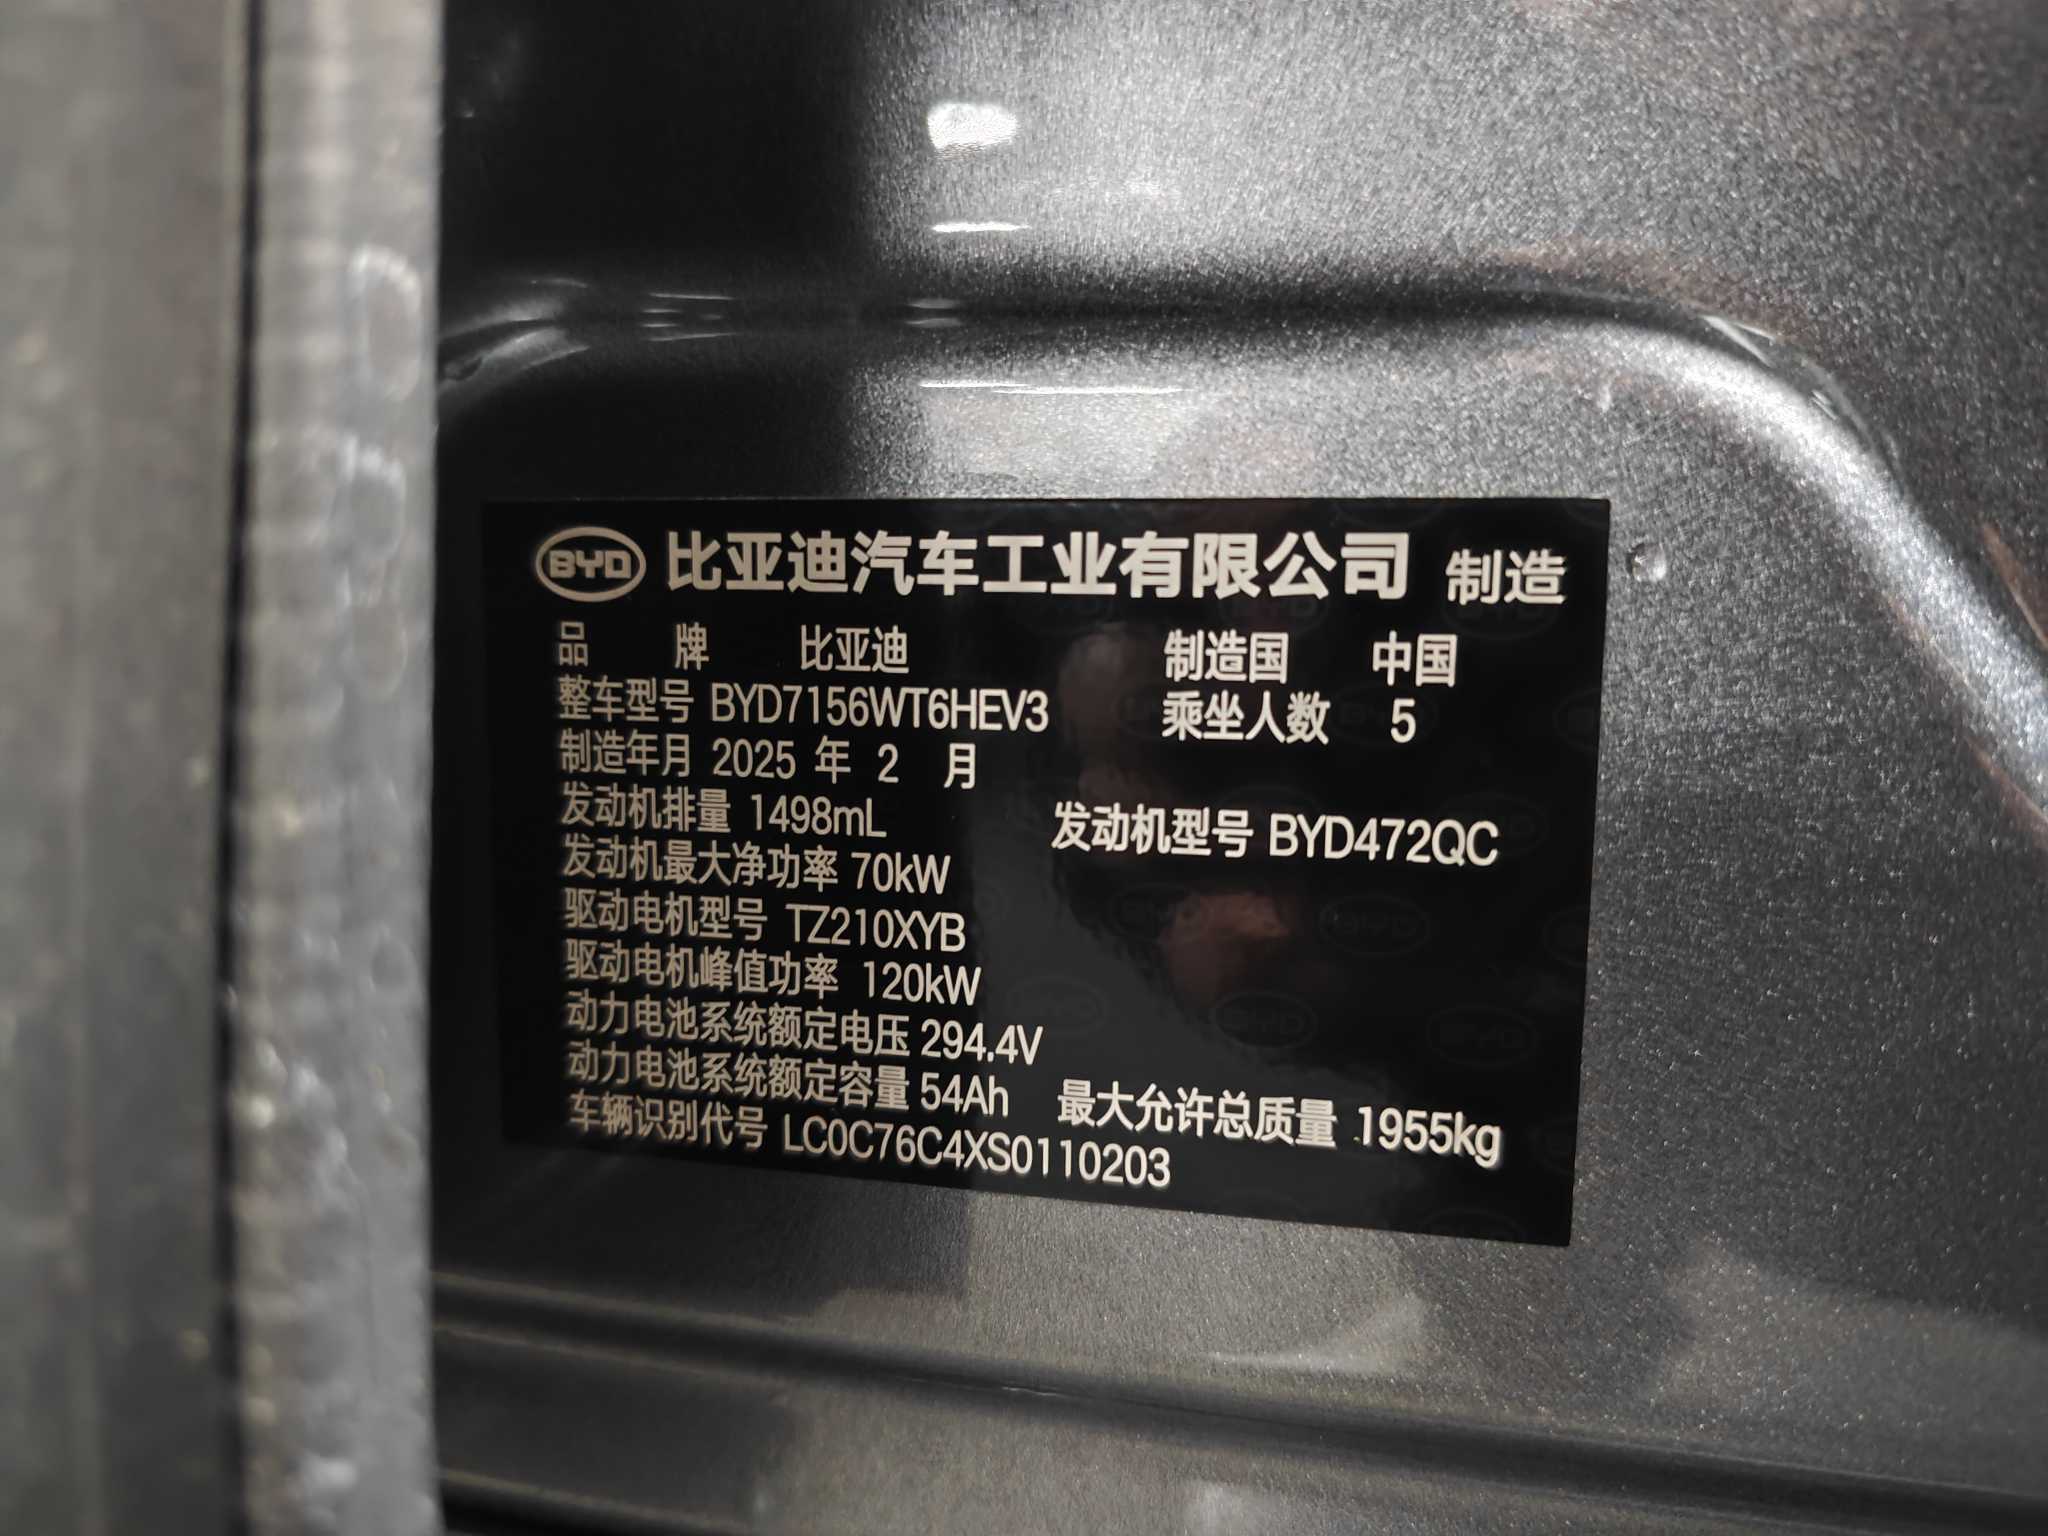 BYD 比亚迪汽车工业有限公司 制造
品 牌 比亚迪 制造国 中国
整车型号 BYD7156WT6HEV3 乘坐人数 5
制造年月 2025 年 2 月
发动机排量 1498mL 发动机型号 BYD472QC
发动机最大净功率 70kW
驱动电机型号 TZ210XYB
驱动电机峰值功率 120kW
动力电池系统额定电压 294.4V
动力电池系统额定容量 54Ah 最大允许总质量 1955kg
车辆识别代号 LC0C76C4XS0110203